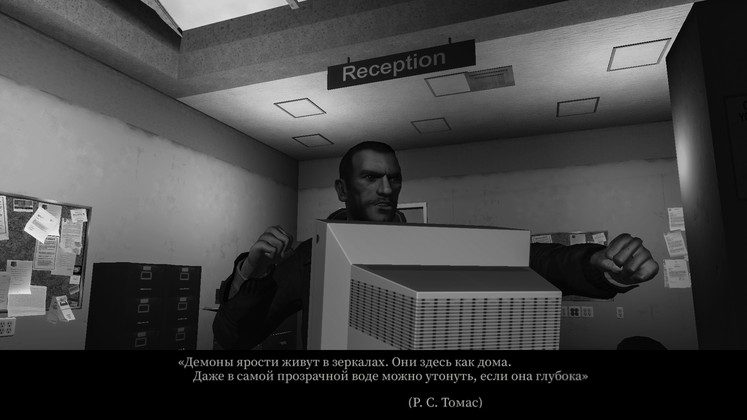 Reception
«Демоны ярости живут в зеркалах. Они здесь как дома.
Даже в самой прозрачной воде можно утонуть, если она глубока»
(Р. С. Томас)